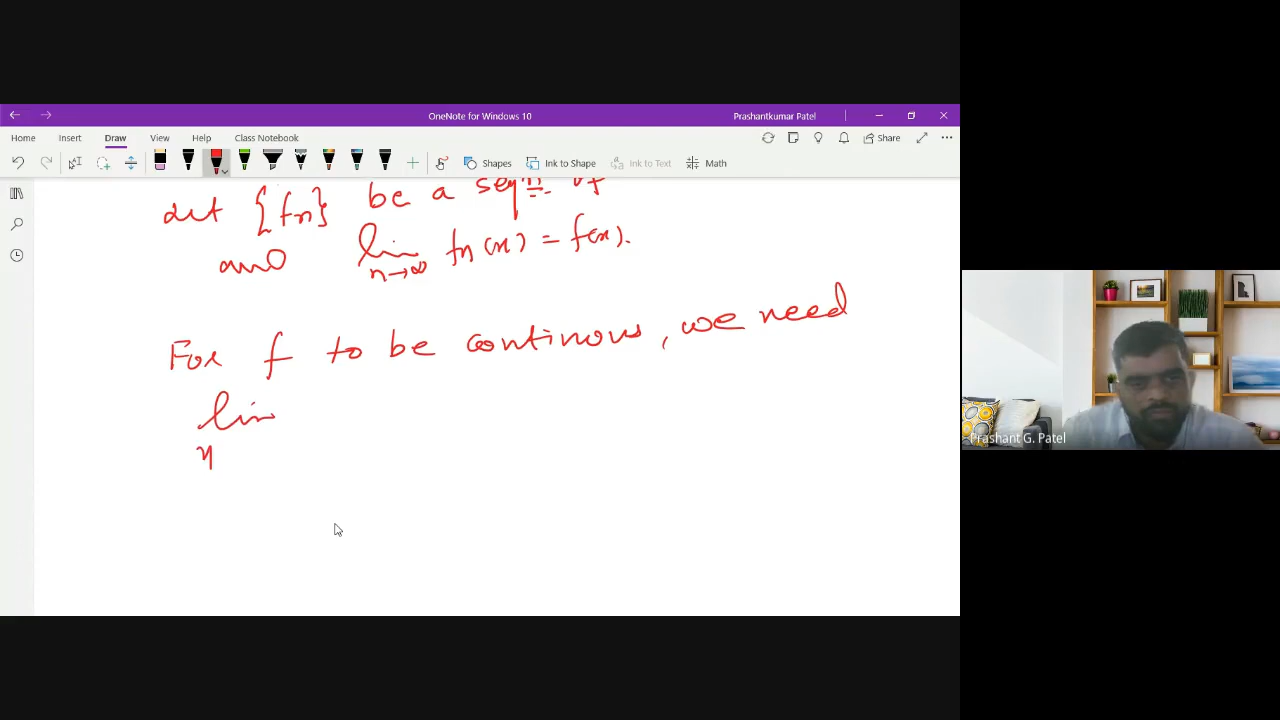 OneNote for Windows 10
Prashantkumar Patel
Home Insert Draw View Help Class Notebook
Share
Shapes Ink to Shape Ink to Text Math
Let {fn} be a seqn of
and lim fn(x) = f(x).
n→∞
For f to be continous, we need
lim
x
Prashant G. Patel